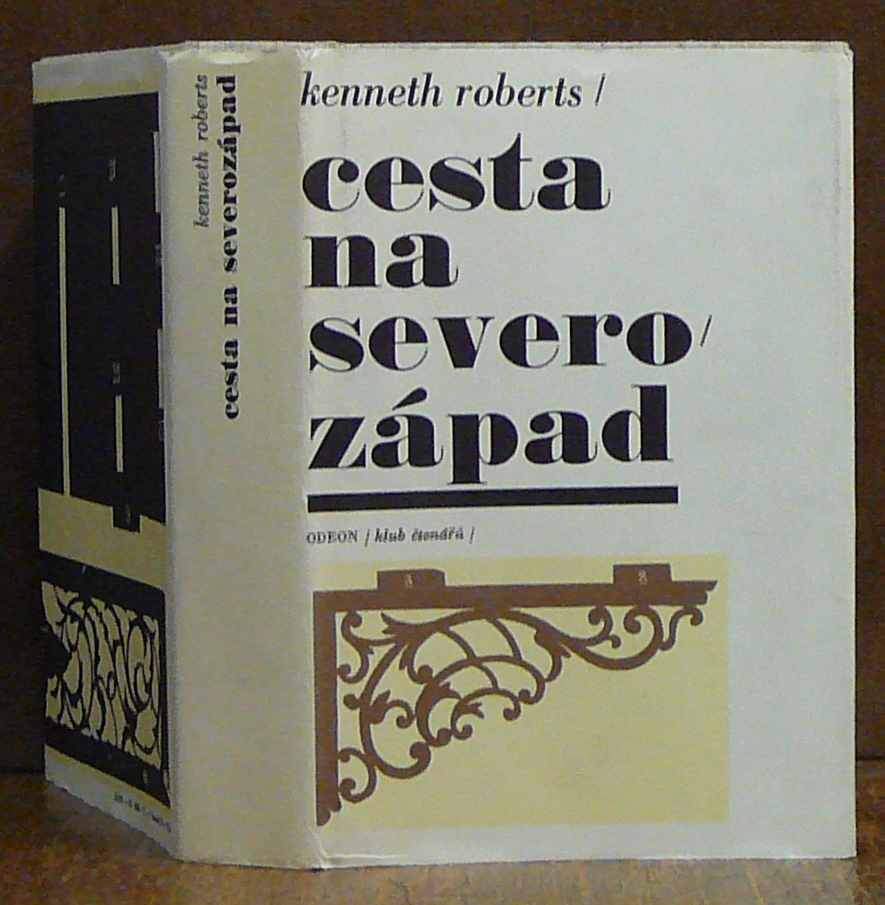 kenneth roberts
cesta na severozápad
kenneth roberts /
cesta
na
severo/
západ
ODEON / klub čtenářů /